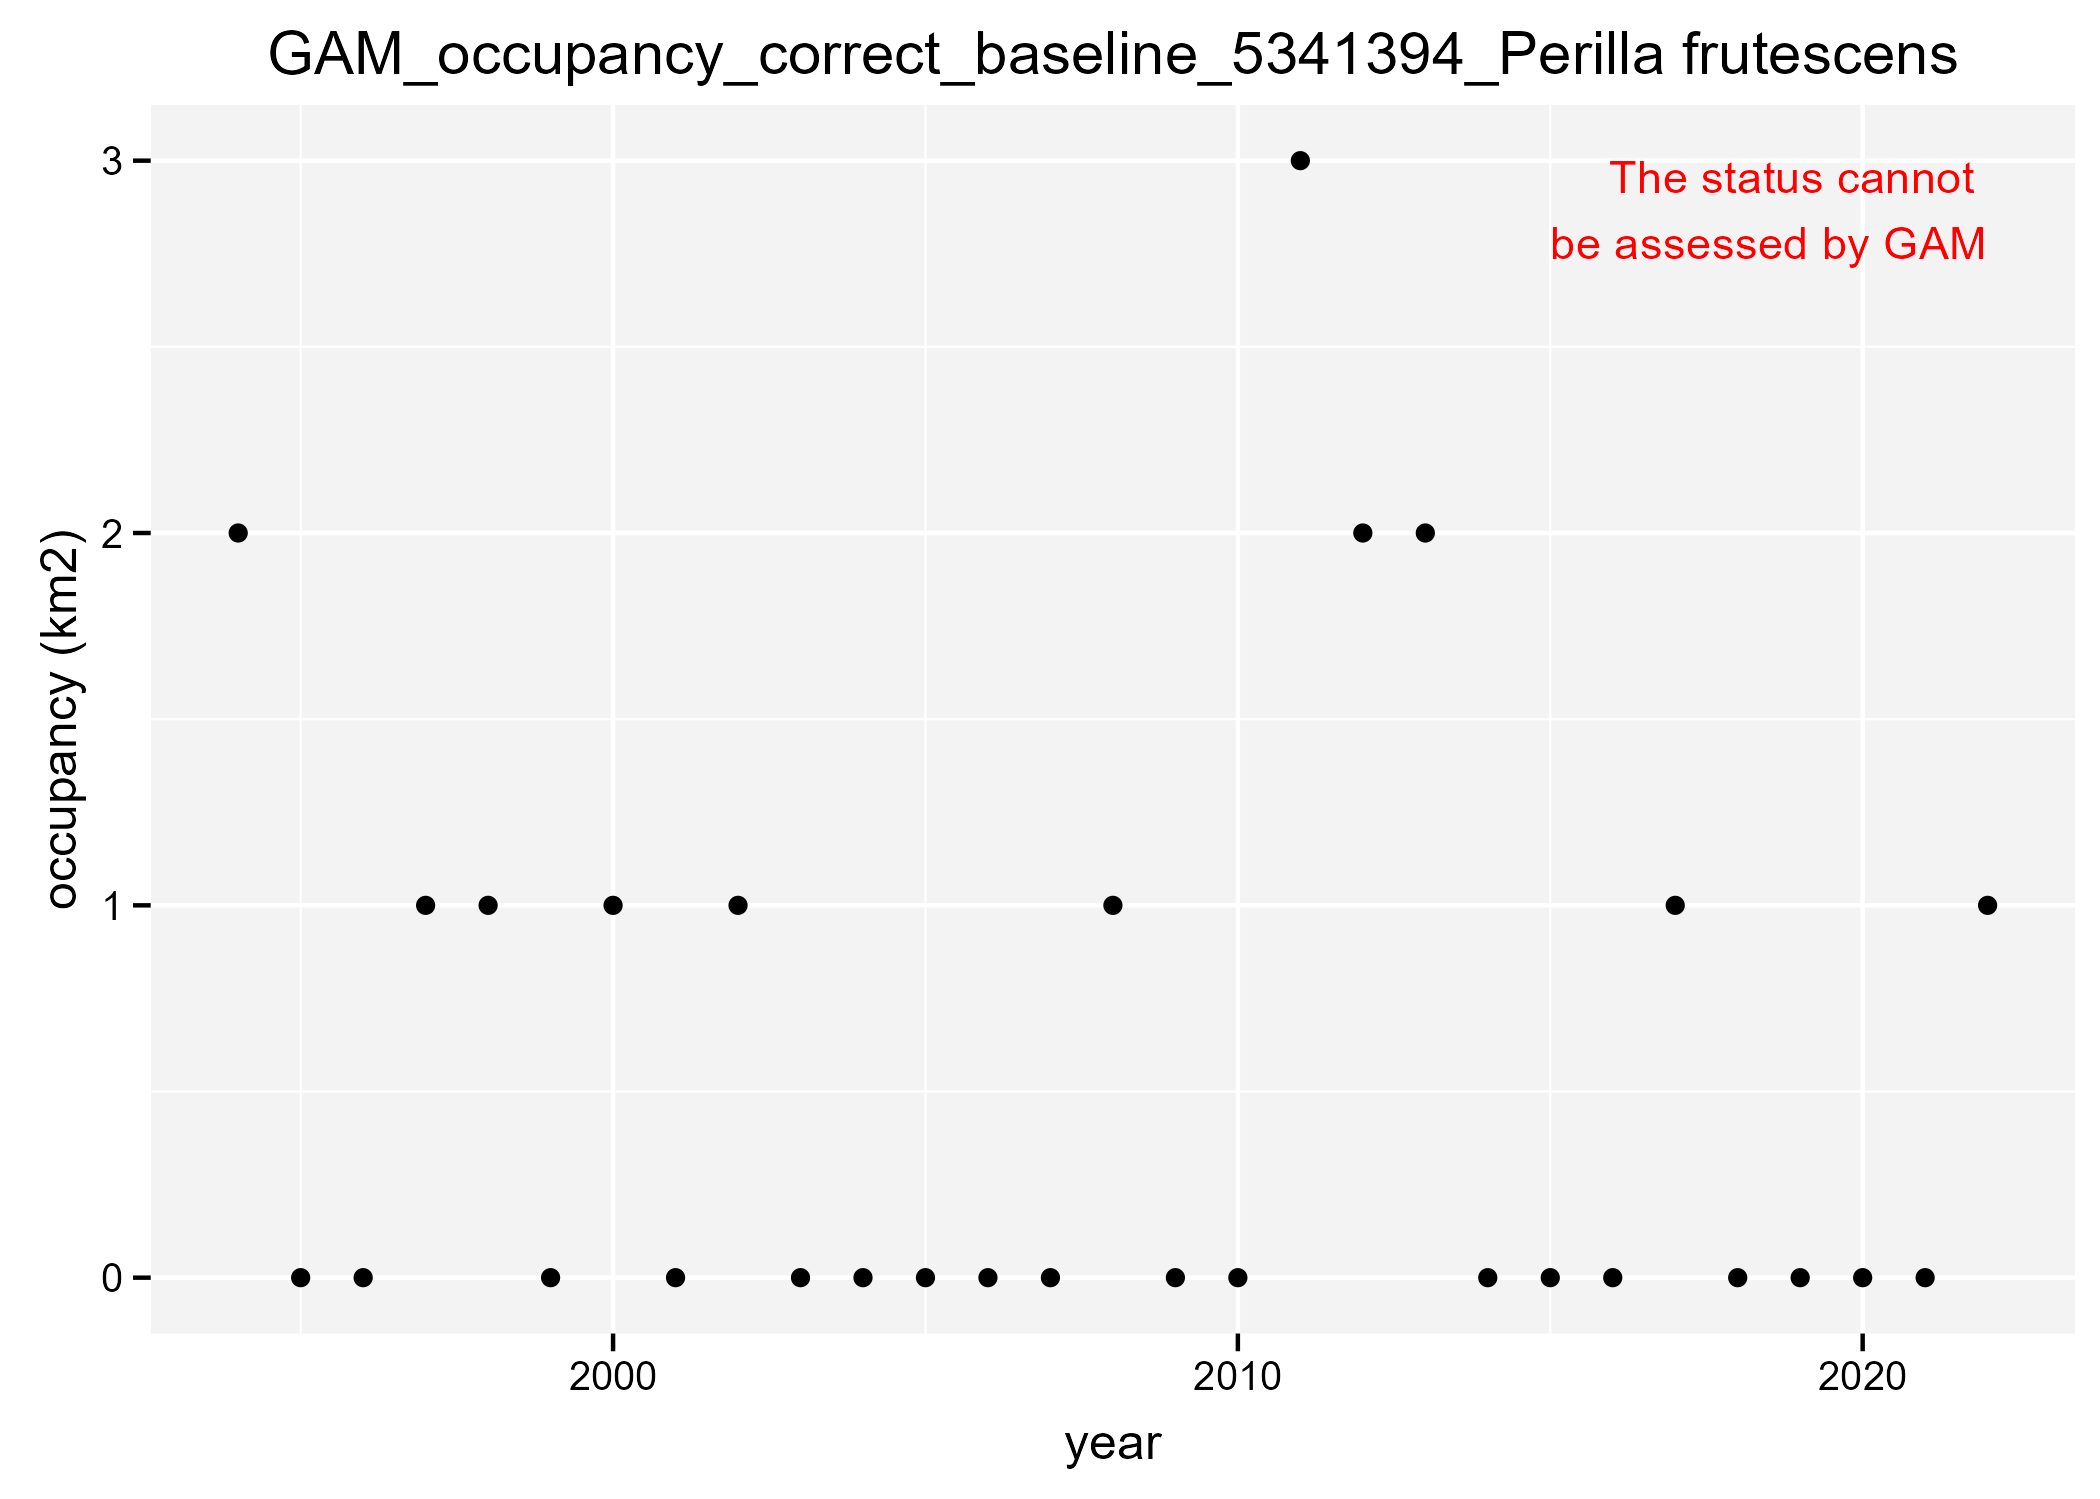 GAM_occupancy_correct_baseline_5341394_Perilla frutescens
3
The status cannot
be assessed by GAM
2
occupancy (km2)
1
0
2000
2010
2020
year